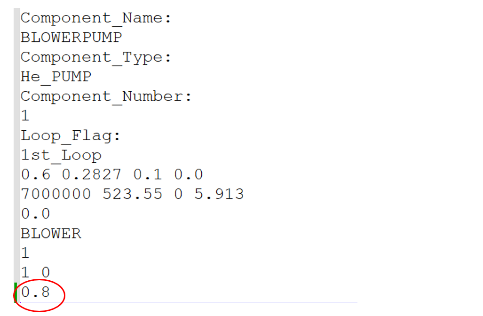 Component_Name:
BLOWERPUMP
Component_Type:
He_PUMP
Component_Number:
1
Loop_Flag:
1st_Loop
0.6 0.2827 0.1 0.0
7000000 523.55 0 5.913
0.0
BLOWER
1
1 0
0.8